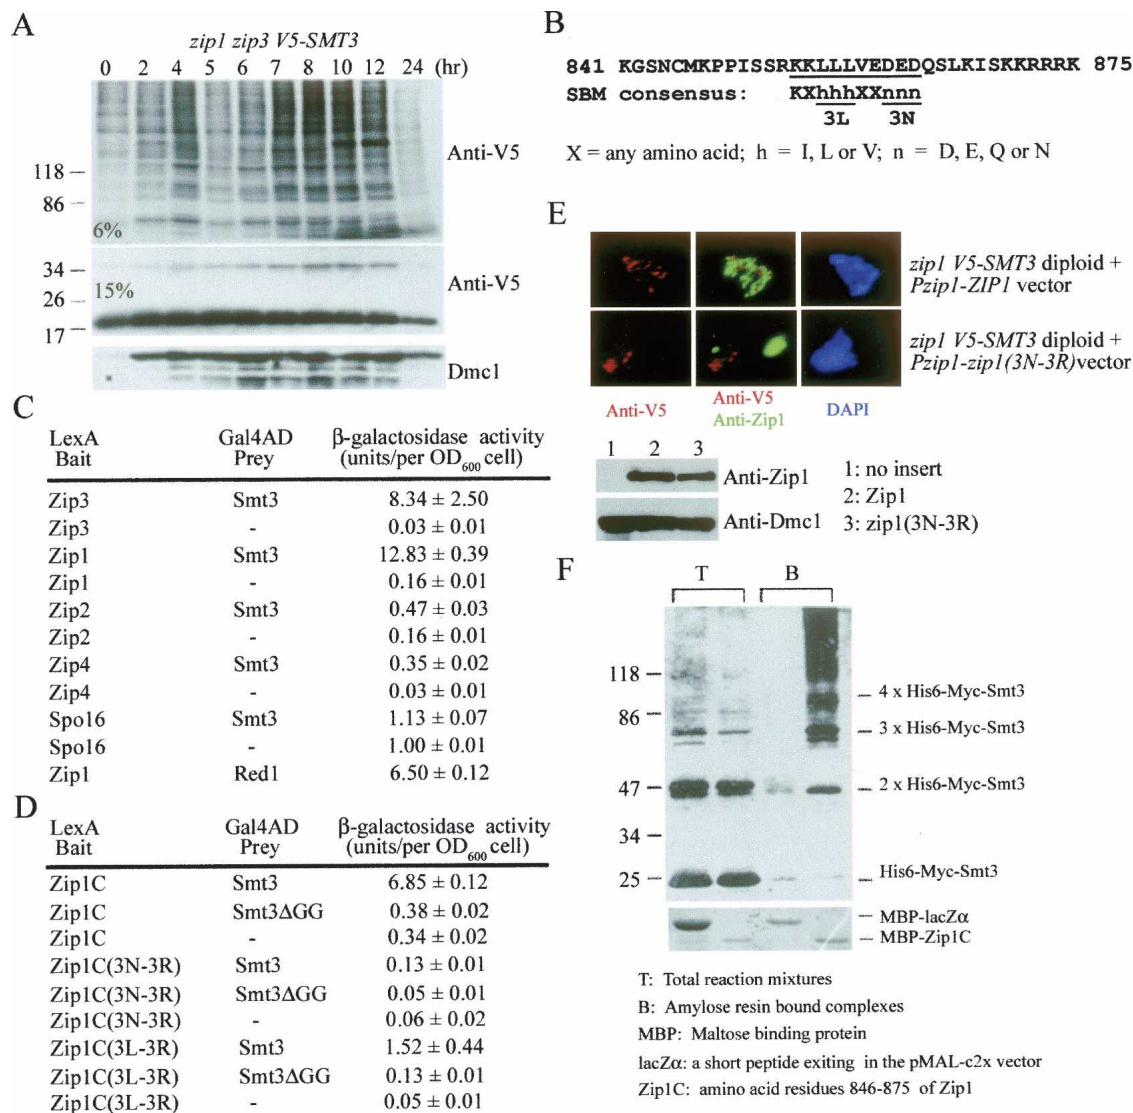 A
zip1 zip3 V5-SMT3
0 2 4 5 6 7 8 10 12 24 (hr)
Anti-V5
118
86
6%
34
Anti-V5
15%
26
17
Dmc1
B
841 KGSNCMKPPISSRKKLLLVEDEDQSLKISKKRRRK 875
SBM consensus: KXhhhXXnnn
3L 3N
X = any amino acid; h = I, L or V; n = D, E, Q or N
C
LexA Bait Gal4AD Prey β-galactosidase activity (units/per OD600 cell)
Zip3 Smt3 8.34 ± 2.50
Zip3 - 0.03 ± 0.01
Zip1 Smt3 12.83 ± 0.39
Zip1 - 0.16 ± 0.01
Zip2 Smt3 0.47 ± 0.03
Zip2 - 0.16 ± 0.01
Zip4 Smt3 0.35 ± 0.02
Zip4 - 0.03 ± 0.01
Spo16 Smt3 1.13 ± 0.07
Spo16 - 1.00 ± 0.01
Zip1 Red1 6.50 ± 0.12
D
LexA Bait Gal4AD Prey β-galactosidase activity (units/per OD600 cell)
Zip1C Smt3 6.85 ± 0.12
Zip1C Smt3ΔGG 0.38 ± 0.02
Zip1C - 0.34 ± 0.02
Zip1C(3N-3R) Smt3 0.13 ± 0.01
Zip1C(3N-3R) Smt3ΔGG 0.05 ± 0.01
Zip1C(3N-3R) - 0.06 ± 0.02
Zip1C(3L-3R) Smt3 1.52 ± 0.44
Zip1C(3L-3R) Smt3ΔGG 0.13 ± 0.01
Zip1C(3L-3R) - 0.05 ± 0.01
E
zip1 V5-SMT3 diploid +
Pzip1-ZIP1 vector
zip1 V5-SMT3 diploid +
Pzip1-zip1(3N-3R)vector
Anti-V5
Anti-V5
Anti-Zip1
DAPI
1 2 3
Anti-Zip1
Anti-Dmc1
1: no insert
2: Zip1
3: zip1(3N-3R)
F
T B
118
86
47
34
25
4 x His6-Myc-Smt3
3 x His6-Myc-Smt3
2 x His6-Myc-Smt3
His6-Myc-Smt3
MBP-lacZα
MBP-Zip1C
T: Total reaction mixtures
B: Amylose resin bound complexes
MBP: Maltose binding protein
lacZα: a short peptide exiting in the pMAL-c2x vector
Zip1C: amino acid residues 846-875 of Zip1